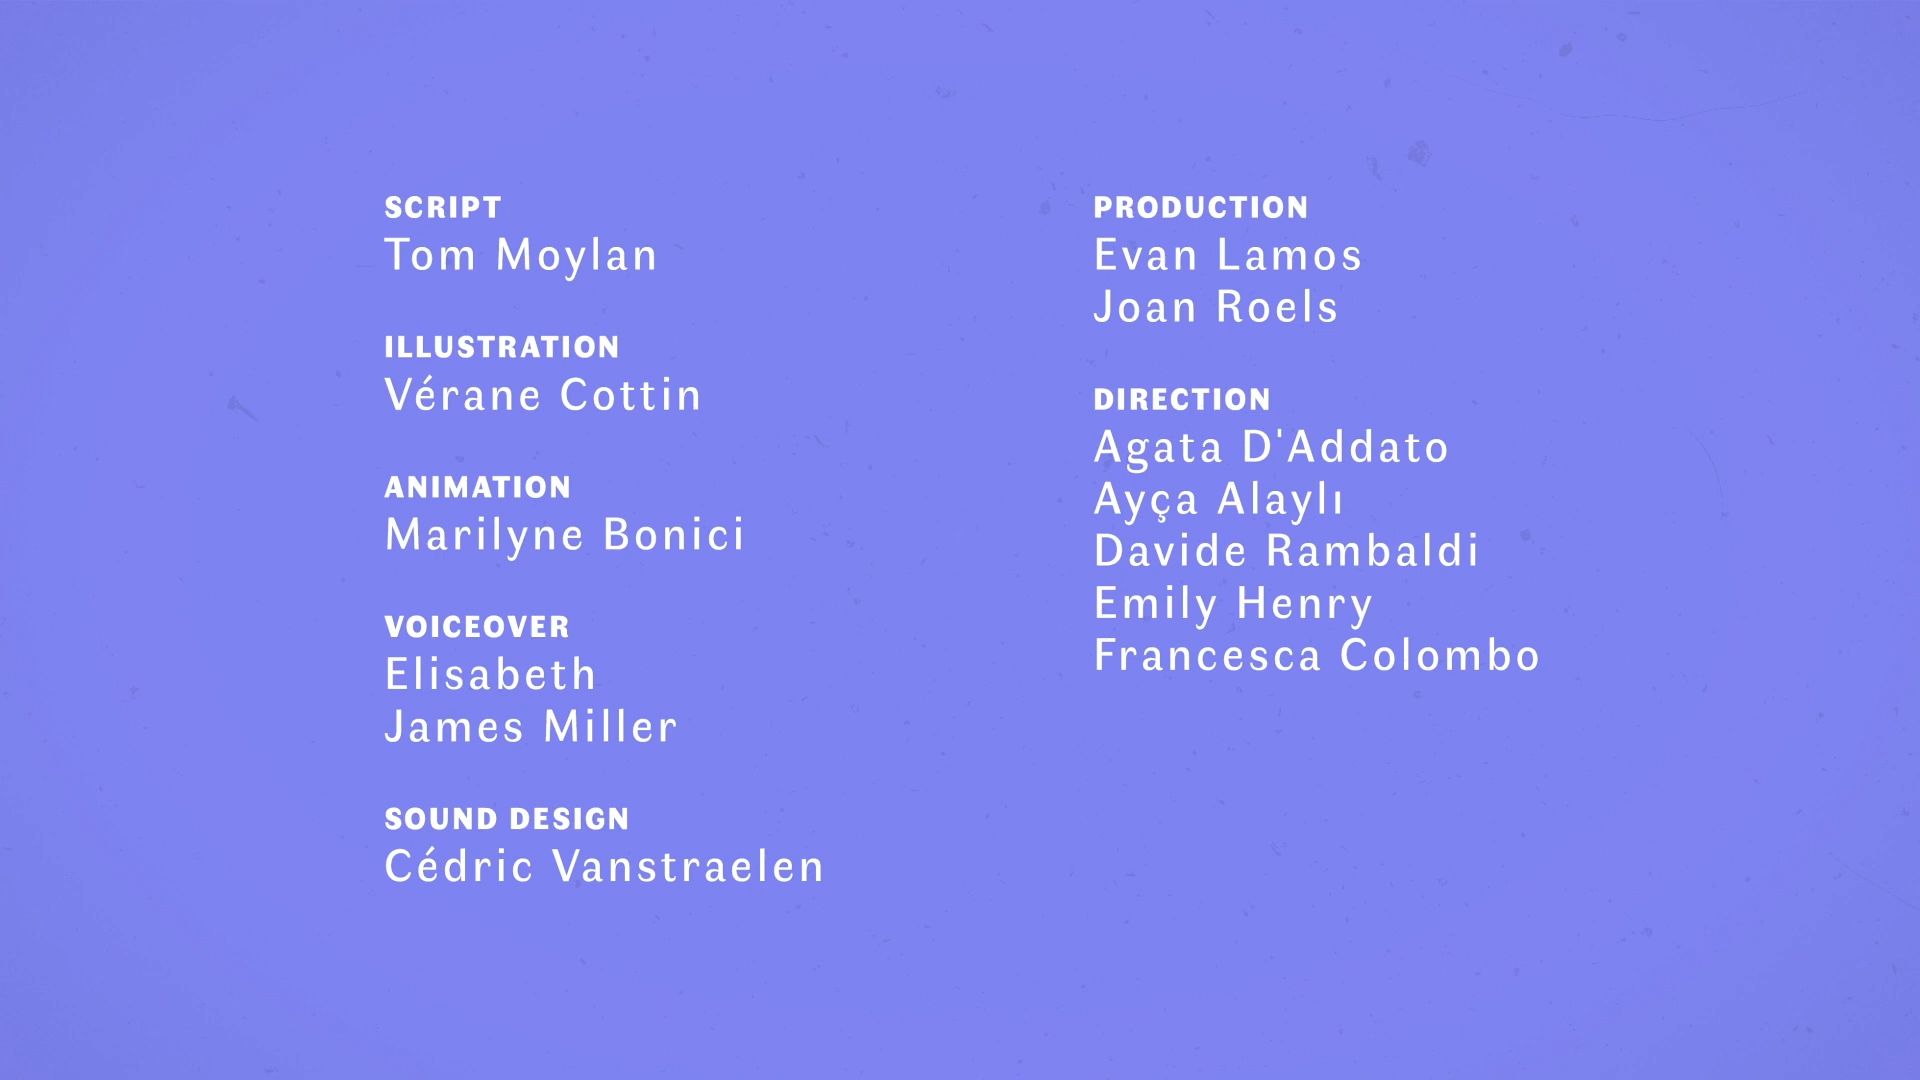 SCRIPT
Tom Moylan
ILLUSTRATION
Vérane Cottin
ANIMATION
Marilyne Bonici
VOICEOVER
Elisabeth
James Miller
SOUND DESIGN
Cédric Vanstraelen
PRODUCTION
Evan Lamos
Joan Roels
DIRECTION
Agata D'Addato
Ayça Alaylı
Davide Rambaldi
Emily Henry
Francesca Colombo